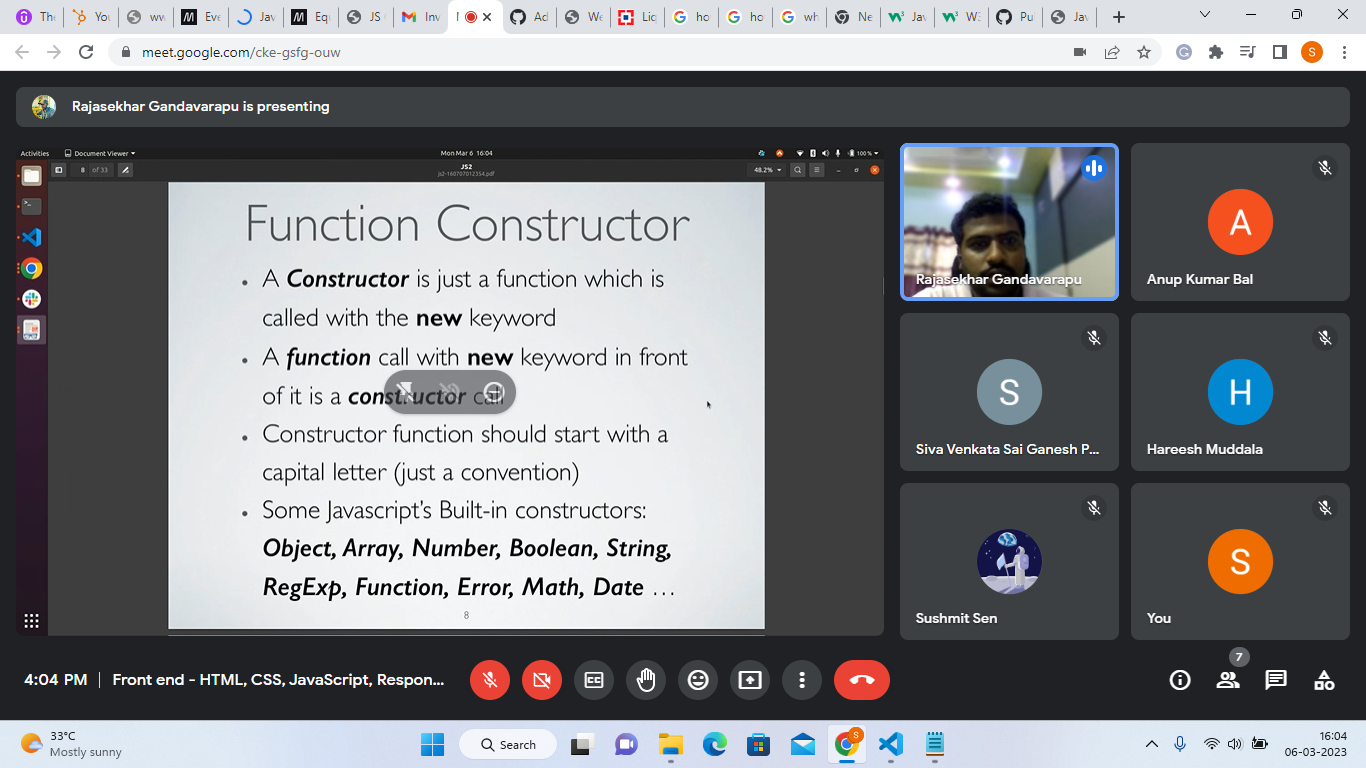 The
You
ww
Eve
Jav
Equ
JS
Inv
Ad
We
Liq
ho
ho
wh
Ne
Jav
W3
Pu
Jav
meet.google.com/cke-gsfg-ouw
S
Rajasekhar Gandavarapu is presenting
Activities
Document Viewer
Mon Mar 6 16:04
100 %
8 of 33
JS2
js2-160707012354.pdf
48.2%
Function Constructor
• A Constructor is just a function which is
called with the new keyword
• A function call with new keyword in front
of it is a constructor call
• Constructor function should start with a
capital letter (just a convention)
• Some Javascript's Built-in constructors:
Object, Array, Number, Boolean, String,
RegExp, Function, Error, Math, Date …
8
Rajasekhar Gandavarapu
A
Anup Kumar Bal
S
Siva Venkata Sai Ganesh P...
H
Hareesh Muddala
Sushmit Sen
S
You
4:04 PM | Front end - HTML, CSS, JavaScript, Respon...
7
33°C
Mostly sunny
Search
S
16:04
06-03-2023